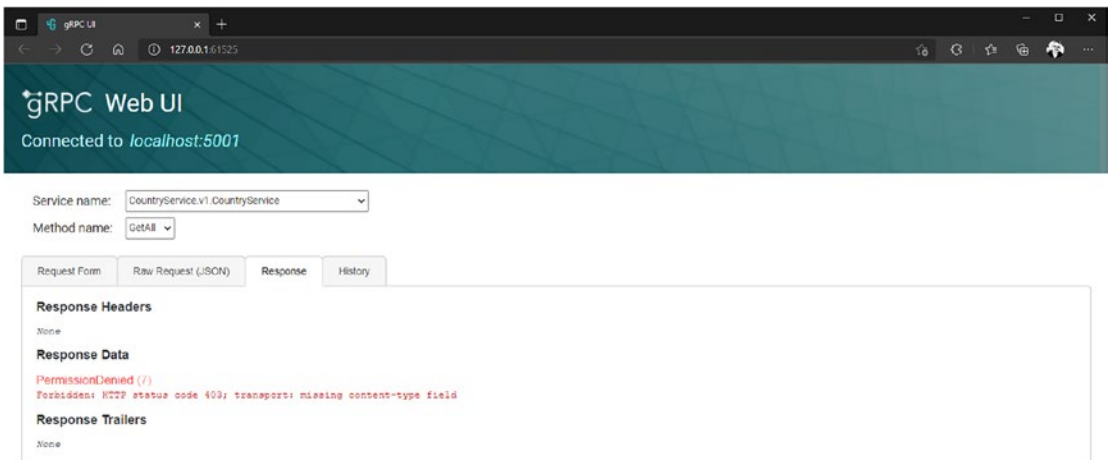 gRPC UI
127.0.0.1:61525
gRPC Web UI
Connected to localhost:5001
Service name: CountryService.v1.CountryService
Method name: GetAll
Request Form Raw Request (JSON) Response History
Response Headers
None
Response Data
PermissionDenied (7)
Forbidden: HTTP status code 403; transport: missing content-type field
Response Trailers
None